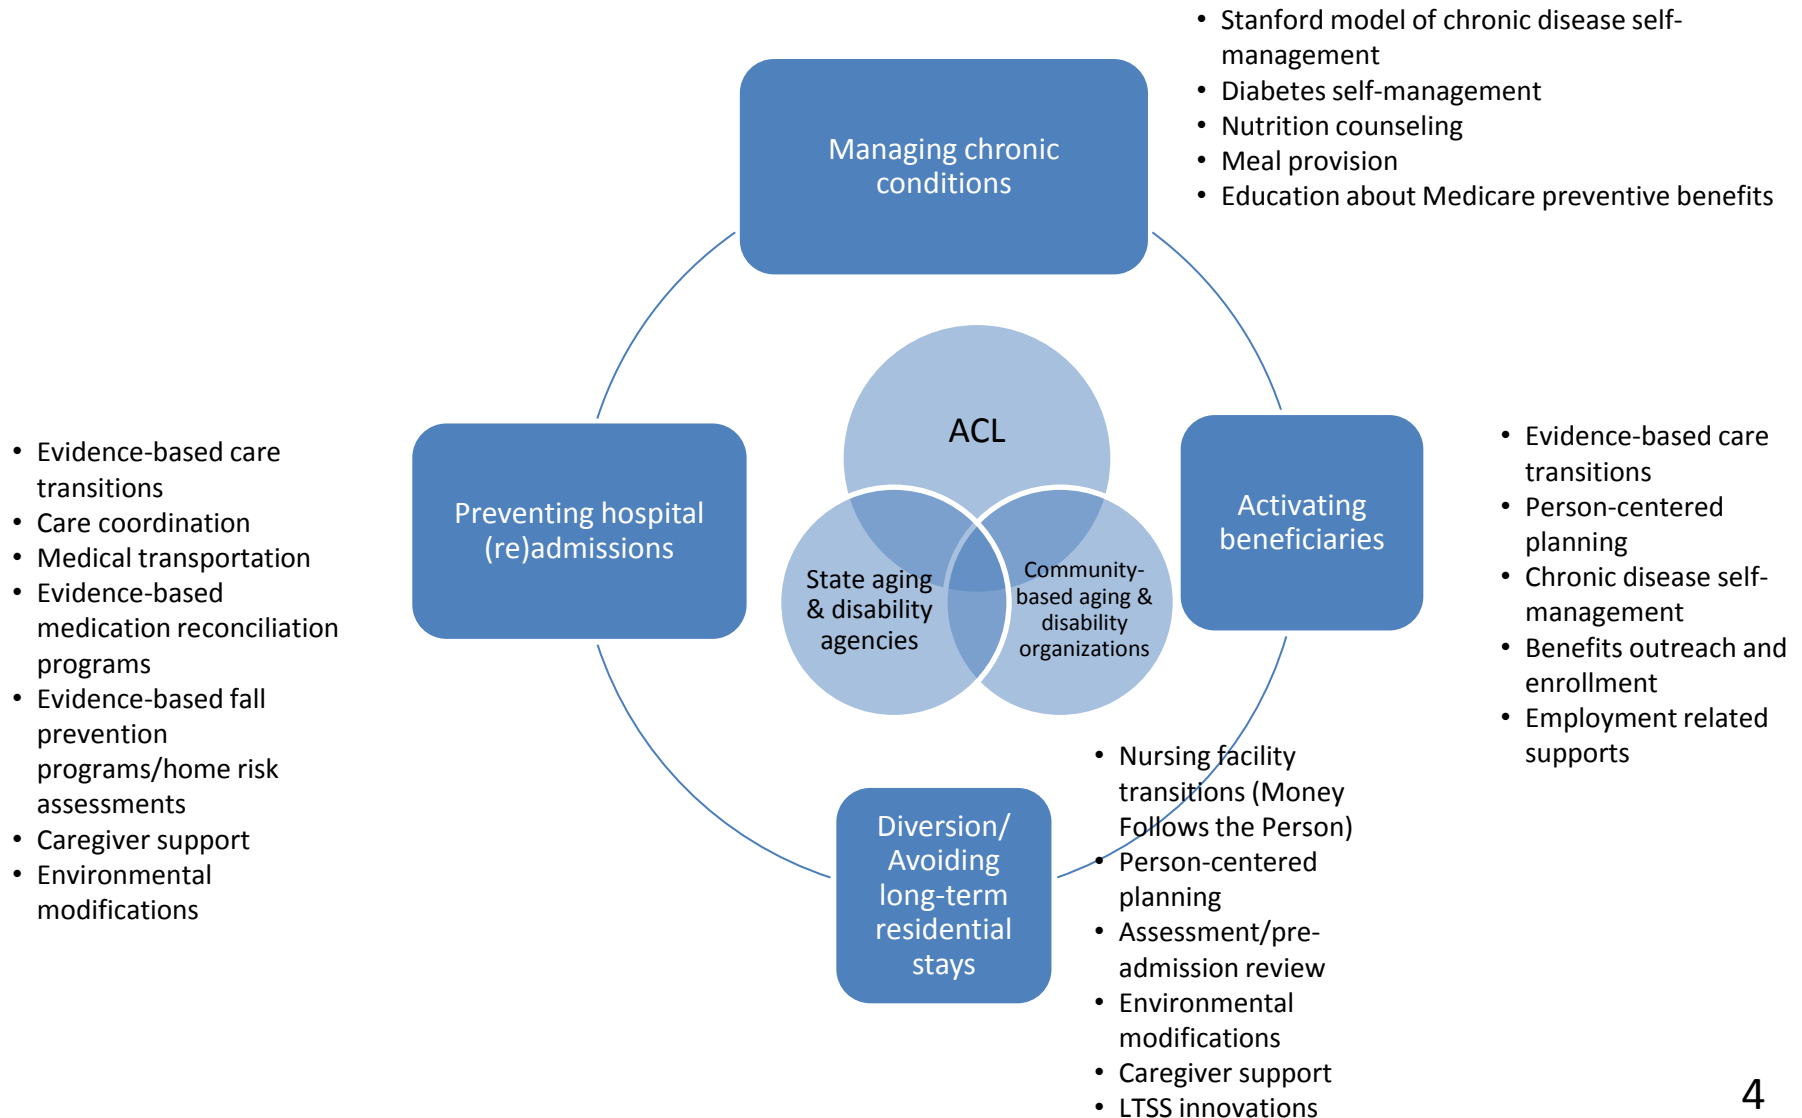 • Stanford model of chronic disease self-
management
• Diabetes self-management
• Nutrition counseling
• Meal provision
• Education about Medicare preventive benefits
Managing chronic
conditions
• Evidence-based care
transitions
• Care coordination
• Medical transportation
• Evidence-based
medication reconciliation
programs
• Evidence-based fall
prevention
programs/home risk
assessments
• Caregiver support
• Environmental
modifications
Preventing hospital
(re)admissions
ACL
State aging
& disability
agencies
Community-
based aging &
disability
organizations
Activating
beneficiaries
• Evidence-based care
transitions
• Person-centered
planning
• Chronic disease self-
management
• Benefits outreach and
enrollment
• Employment related
supports
Diversion/
Avoiding
long-term
residential
stays
• Nursing facility
transitions (Money
Follows the Person)
• Person-centered
planning
• Assessment/pre-
admission review
• Environmental
modifications
• Caregiver support
• LTSS innovations
4